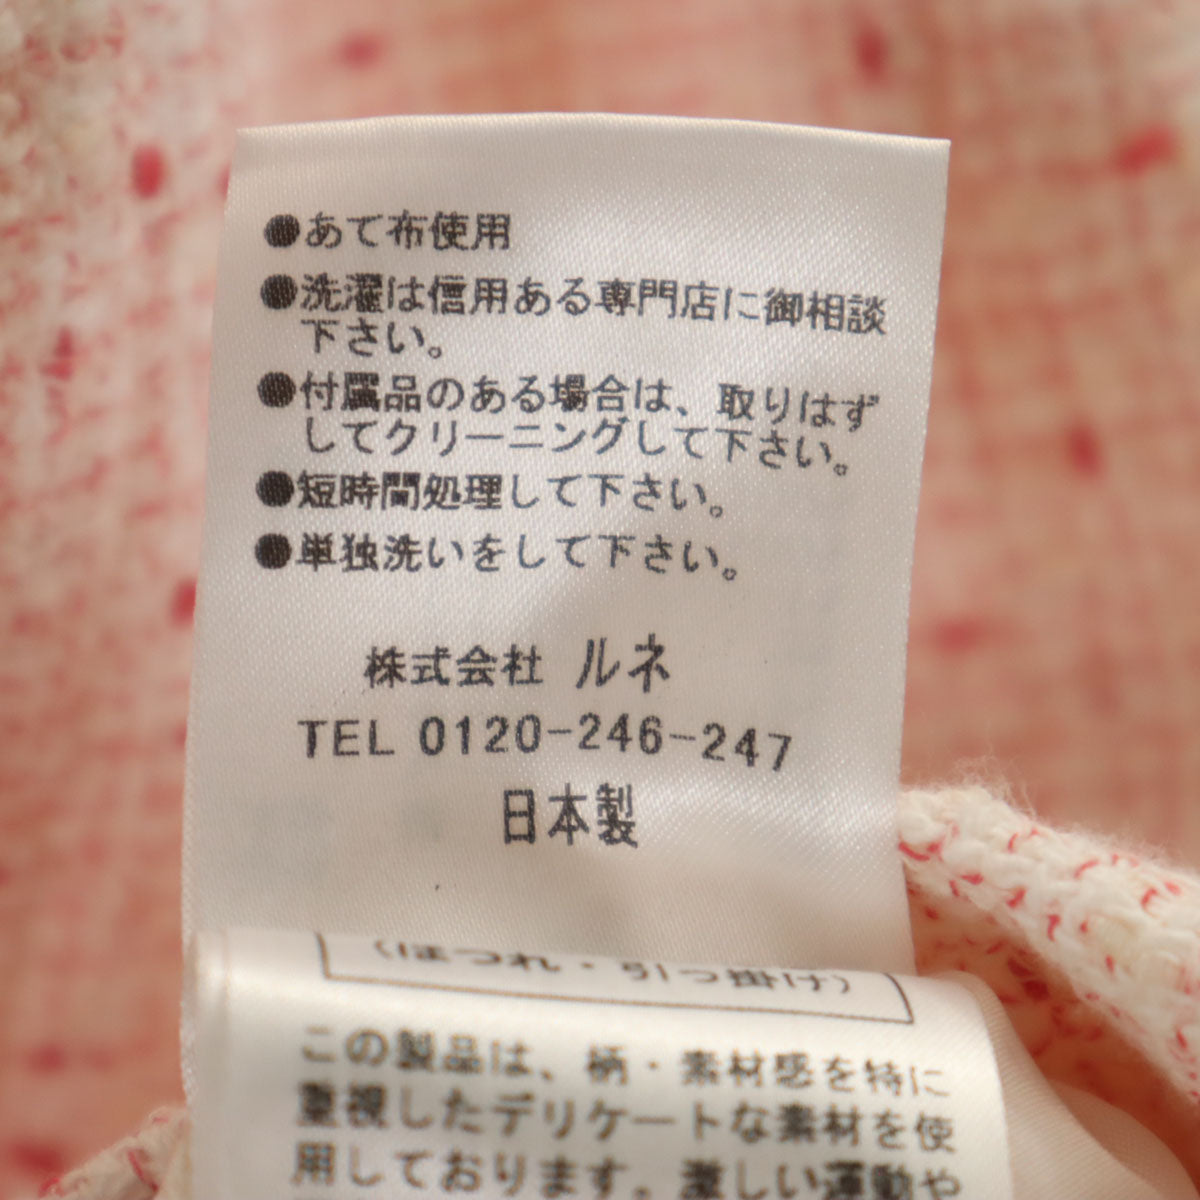 ●あて布使用
●洗濯は信用ある専門店に御相談
下さい。
●付属品のある場合は、取りはず
してクリーニングして下さい。
●短時間処理して下さい。
●単独洗いをして下さい。
株式会社 ルネ
TEL 0120-246-247
日本製
(ほつれ・引っ掛け)
この製品は、柄・素材感を特に
重視したデリケートな素材を使
用しております。激しい運動や